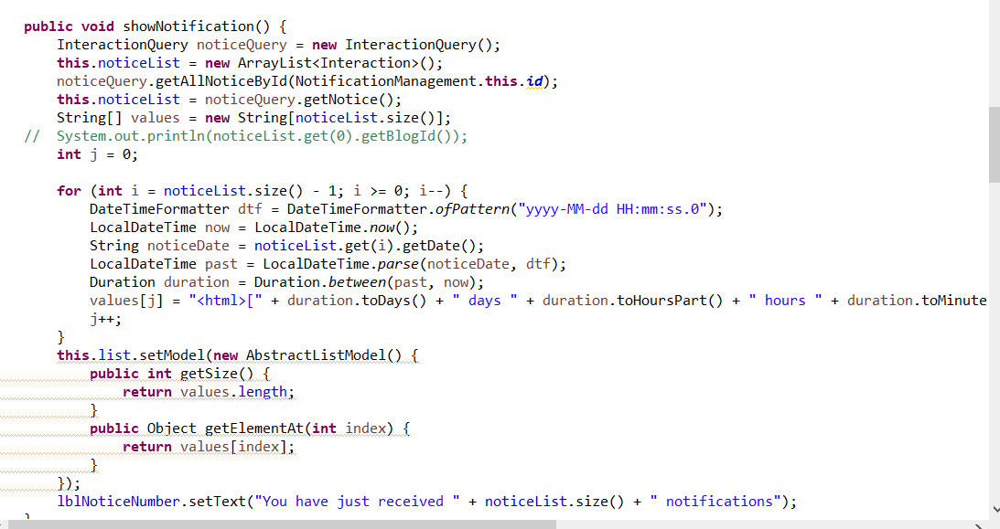 public void showNotification() {
    InteractionQuery noticeQuery = new InteractionQuery();
    this.noticeList = new ArrayList<Interaction>();
    noticeQuery.getAllNoticeById(NotificationManagement.this.id);
    this.noticeList = noticeQuery.getNotice();
    String[] values = new String[noticeList.size()];
//  System.out.println(noticeList.get(0).getBlogId());
    int j = 0;
    for (int i = noticeList.size() - 1; i >= 0; i--) {
        DateTimeFormatter dtf = DateTimeFormatter.ofPattern("yyyy-MM-dd HH:mm:ss.0");
        LocalDateTime now = LocalDateTime.now();
        String noticeDate = noticeList.get(i).getDate();
        LocalDateTime past = LocalDateTime.parse(noticeDate, dtf);
        Duration duration = Duration.between(past, now);
        values[j] = "<html>[" + duration.toDays() + " days " + duration.toHoursPart() + " hours " + duration.toMinute
        j++;
    }
    this.list.setModel(new AbstractListModel() {
        public int getSize() {
            return values.length;
        }
        public Object getElementAt(int index) {
            return values[index];
        }
    });
    lblNoticeNumber.setText("You have just received " + noticeList.size() + " notifications");
}